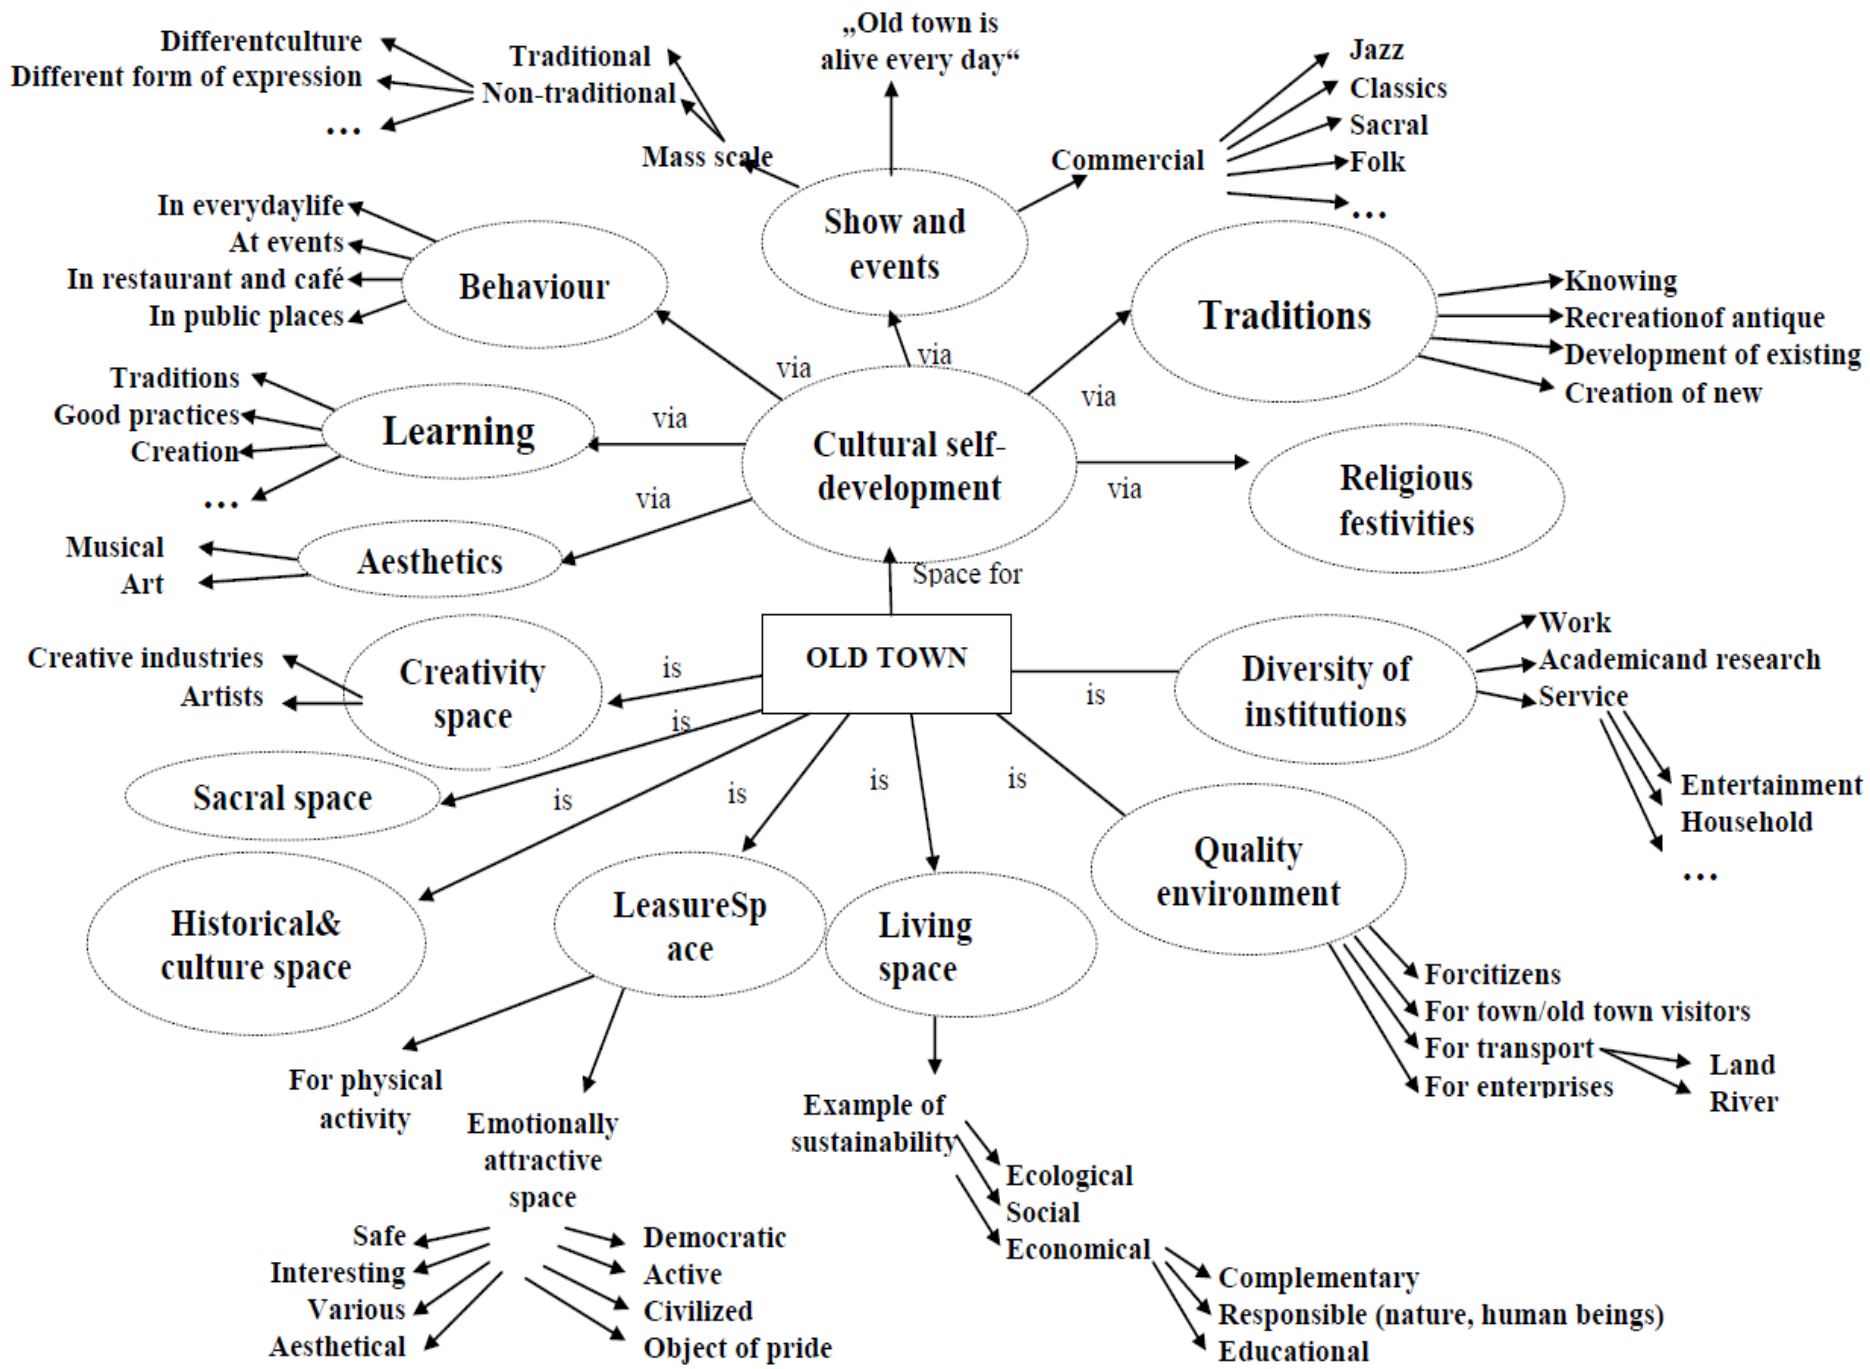 „Old town is
alive every day“
Differentculture
Different form of expression
...
Traditional
Non-traditional
Mass scale
Commercial
Jazz
Classics
Sacral
Folk
...
Show and
events
In everydaylife
At events
In restaurant and café
In public places
Behaviour
Traditions
Knowing
Recreationof antique
Development of existing
Creation of new
via
via
via
Traditions
Good practices
Creation
...
Learning
via
Cultural self-
development
via
Religious
festivities
via
Musical
Art
Aesthetics
Space for
OLD TOWN
Creative industries
Artists
Creativity
space
is
is
is
Diversity of
institutions
Work
Academicand research
Service
Entertainment
Household
...
Sacral space
is
is
is
is
Historical&
culture space
LeasureSp
ace
Living
space
Quality
environment
Forcitizens
For town/old town visitors
For transport
For enterprises
Land
River
For physical
activity
Emotionally
attractive
space
Safe
Interesting
Various
Aesthetical
Democratic
Active
Civilized
Object of pride
Example of
sustainability
Ecological
Social
Economical
Complementary
Responsible (nature, human beings)
Educational